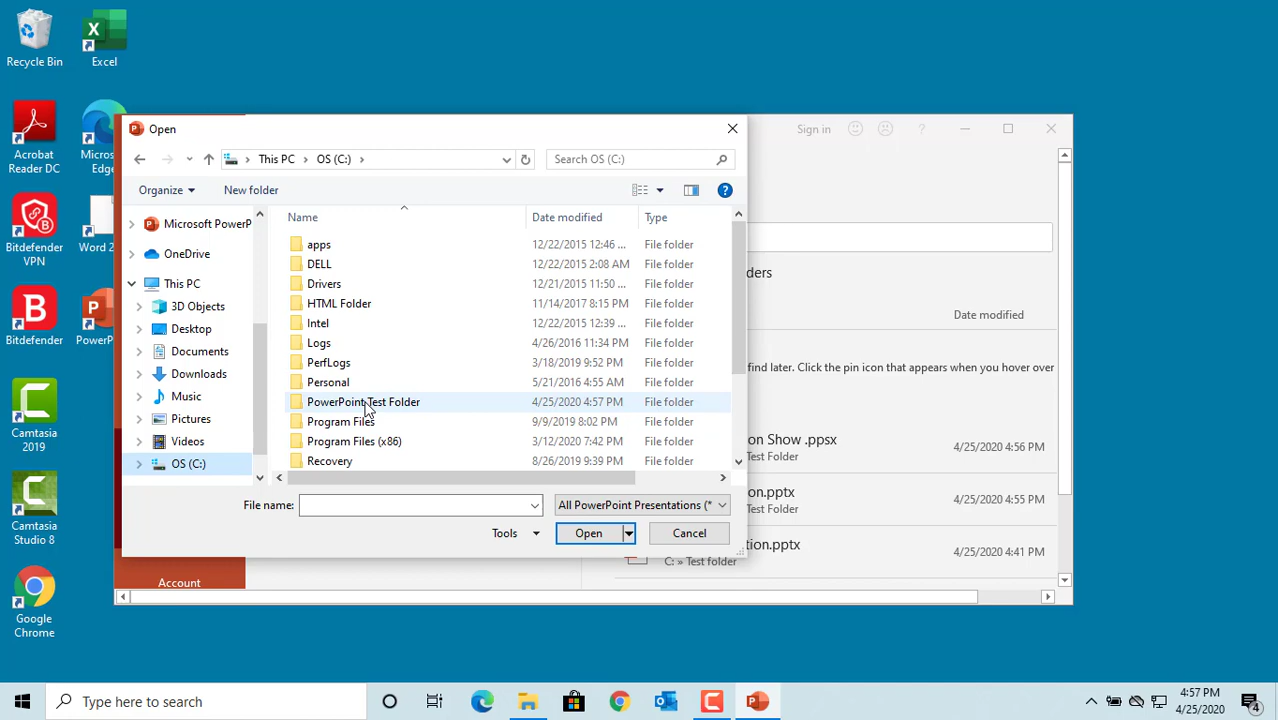 Recycle Bin
Excel
Acrobat
Reader DC
Micros
Edge
Bitdefender
VPN
Word 2
Bitdefender
PowerP
Camtasia
2019
Camtasia
Studio 8
Google
Chrome
Open
This PC > OS (C:) >
Search OS (C:)
Organize
New folder
Microsoft PowerP
OneDrive
This PC
3D Objects
Desktop
Documents
Downloads
Music
Pictures
Videos
OS (C:)
Name Date modified Type
apps 12/22/2015 12:46 ... File folder
DELL 12/22/2015 2:08 AM File folder
Drivers 12/21/2015 11:50 ... File folder
HTML Folder 11/14/2017 8:15 PM File folder
Intel 12/22/2015 12:39 ... File folder
Logs 4/26/2016 11:34 PM File folder
PerfLogs 3/18/2019 9:52 PM File folder
Personal 5/21/2016 4:55 AM File folder
PowerPoint Test Folder 4/25/2020 4:57 PM File folder
Program Files 9/9/2019 8:02 PM File folder
Program Files (x86) 3/12/2020 7:42 PM File folder
Recovery 8/26/2019 9:39 PM File folder
File name:
All PowerPoint Presentations (*
Tools
Open
Cancel
Sign in
?
ders
Date modified
find later. Click the pin icon that appears when you hover over
on Show .ppsx
Test Folder
4/25/2020 4:56 PM
on.pptx
Test Folder
4/25/2020 4:55 PM
tion.pptx
C: » Test folder
4/25/2020 4:41 PM
Account
Type here to search
4:57 PM
4/25/2020
4